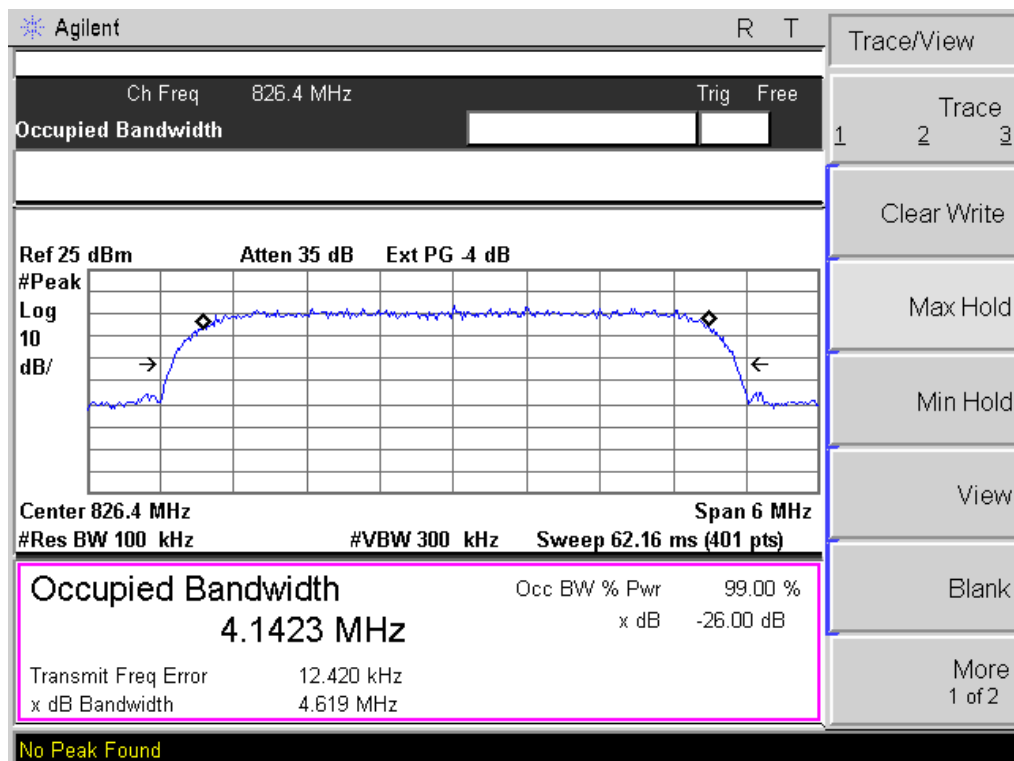 Agilent R T
Trace/View
Ch Freq 826.4 MHz Trig Free
Occupied Bandwidth
Trace
1 2 3
Clear Write
Ref 25 dBm Atten 35 dB Ext PG -4 dB
#Peak
Log
10
dB/
Max Hold
Min Hold
Center 826.4 MHz Span 6 MHz
#Res BW 100 kHz #VBW 300 kHz Sweep 62.16 ms (401 pts)
View
Occupied Bandwidth Occ BW % Pwr 99.00 %
4.1423 MHz x dB -26.00 dB
Blank
Transmit Freq Error 12.420 kHz
x dB Bandwidth 4.619 MHz
More
1 of 2
No Peak Found